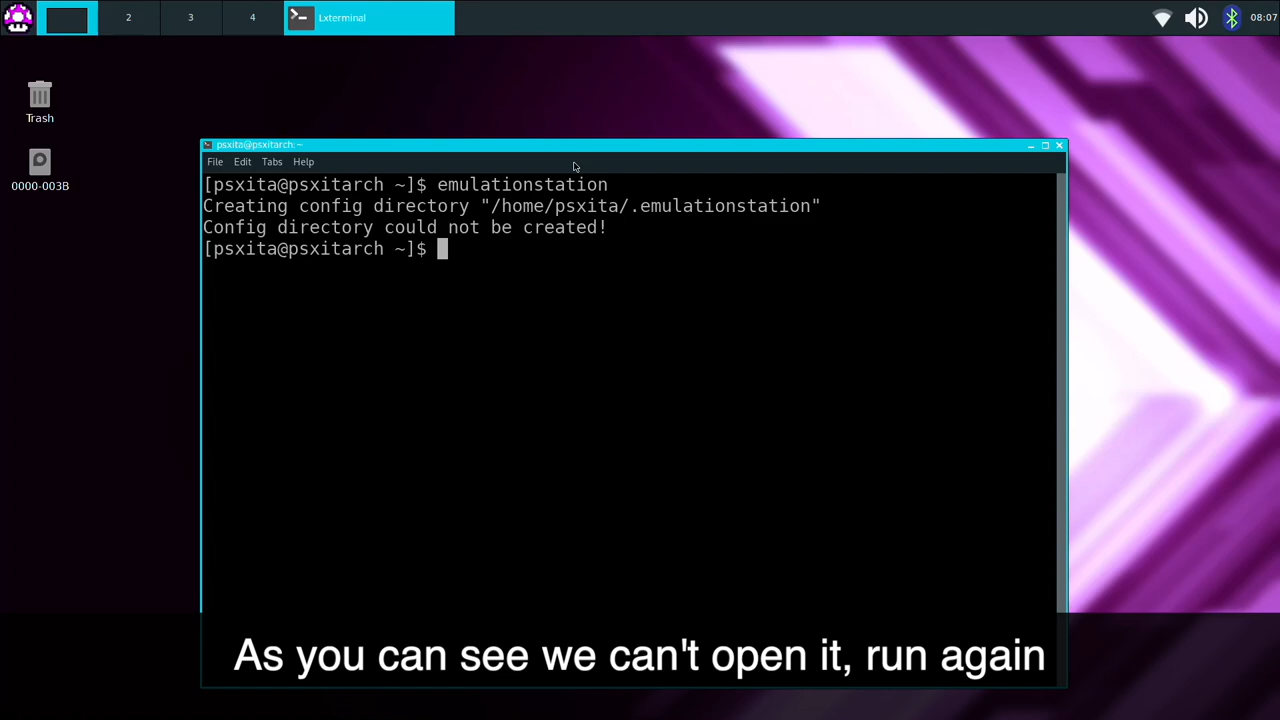 2
3
4
Lxterminal
08:07
Trash
0000-003B
psxita@psxitarch:~
File Edit Tabs Help
[psxita@psxitarch ~]$ emulationstation
Creating config directory "/home/psxita/.emulationstation"
Config directory could not be created!
[psxita@psxitarch ~]$
As you can see we can't open it, run again